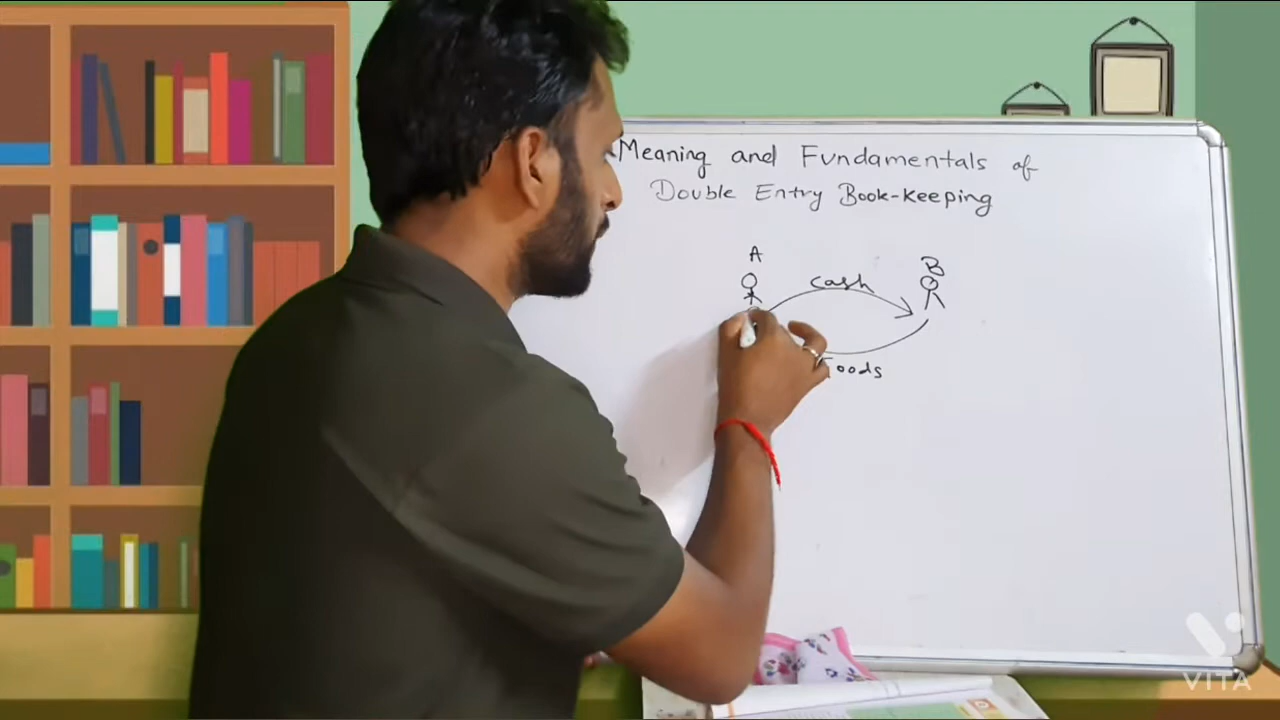 Meaning and Fundamentals of
Double Entry Book-Keeping
A
B
cash
VITA